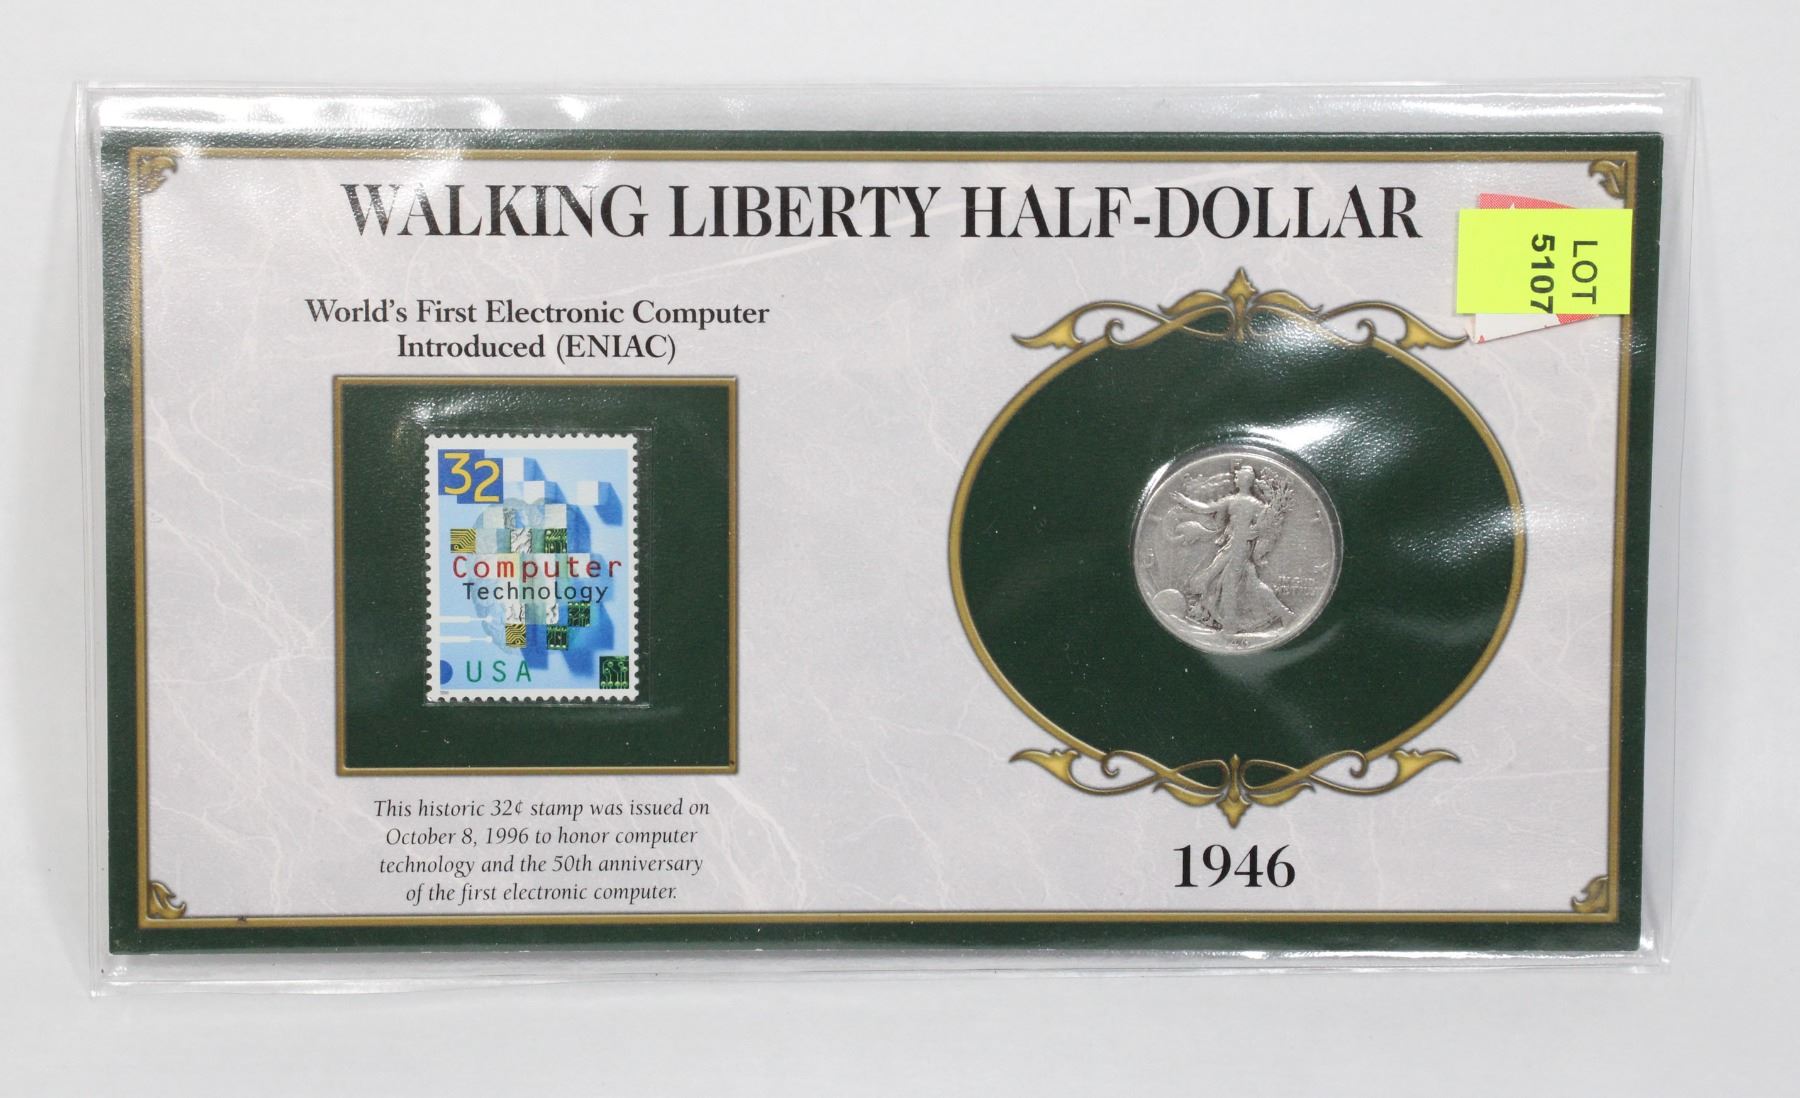 WALKING LIBERTY HALF-DOLLAR
LOT
5107
World's First Electronic Computer
Introduced (ENIAC)
32
Computer
Technology
USA
This historic 32¢ stamp was issued on
October 8, 1996 to honor computer
technology and the 50th anniversary
of the first electronic computer.
1946